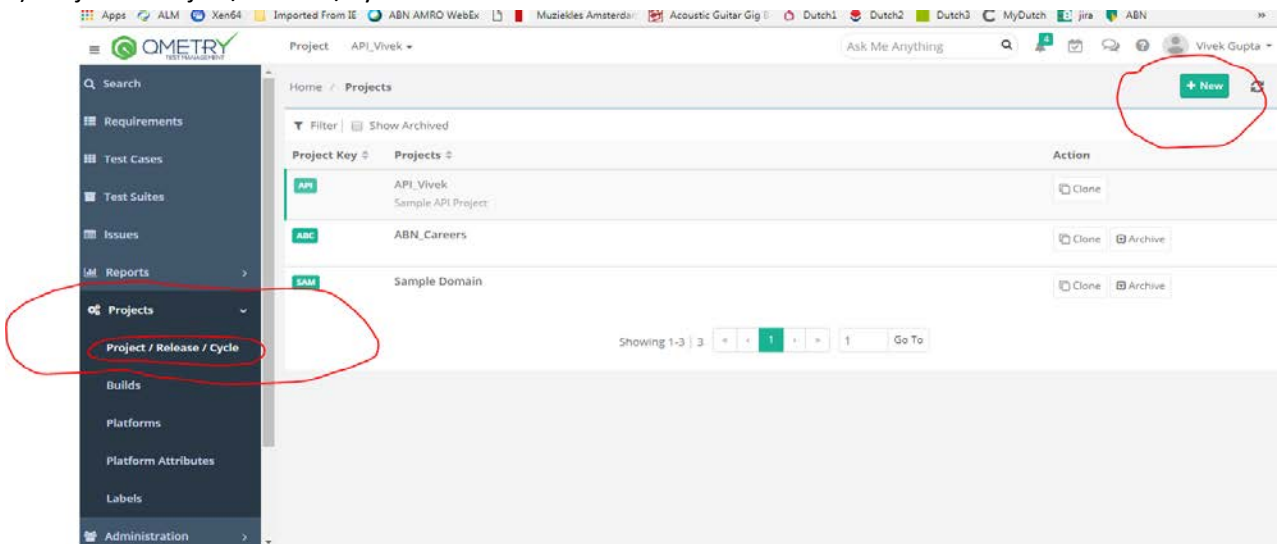 Apps ALM Xen64 Imported From IE ABN AMRO WebEx Muziekles Amsterdam Acoustic Guitar Gig Dutch1 Dutch2 Dutch3 MyDutch jira ABN »
QMETRY Project API_Vivek Ask Me Anything 4 Vivek Gupta
TEST MANAGEMENT
Search Home / Projects + New
Requirements Filter Show Archived
Project Key Projects Action
Test Cases
API API_Vivek Clone
Sample API Project
Test Suites
Issues ABC ABN_Careers Clone Archive
Reports > SAM Sample Domain Clone Archive
Projects
Project / Release / Cycle Showing 1-3 | 3 « ‹ 1 › » 1 Go To
Builds
Platforms
Platform Attributes
Labels
Administration >